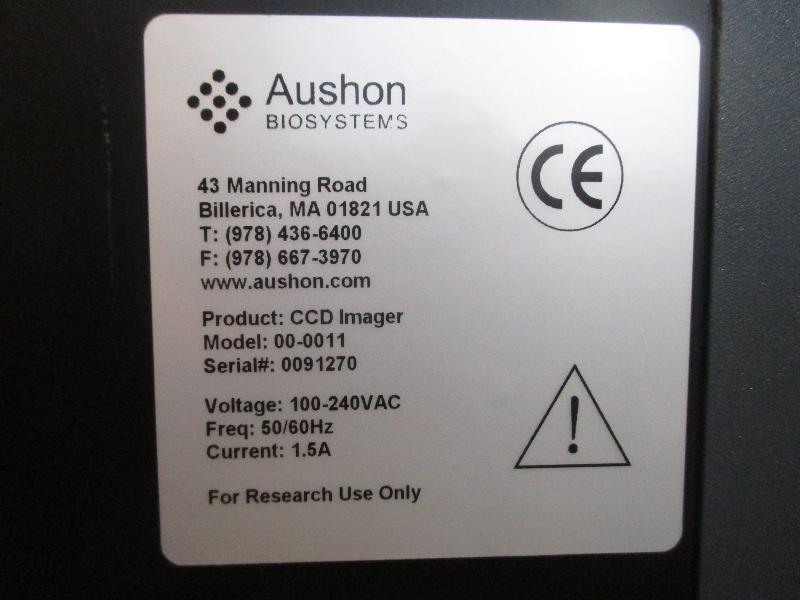 Aushon
BIOSYSTEMS
CE
43 Manning Road
Billerica, MA 01821 USA
T: (978) 436-6400
F: (978) 667-3970
www.aushon.com
Product: CCD Imager
Model: 00-0011
Serial#: 0091270
Voltage: 100-240VAC
Freq: 50/60Hz
Current: 1.5A
!
For Research Use Only